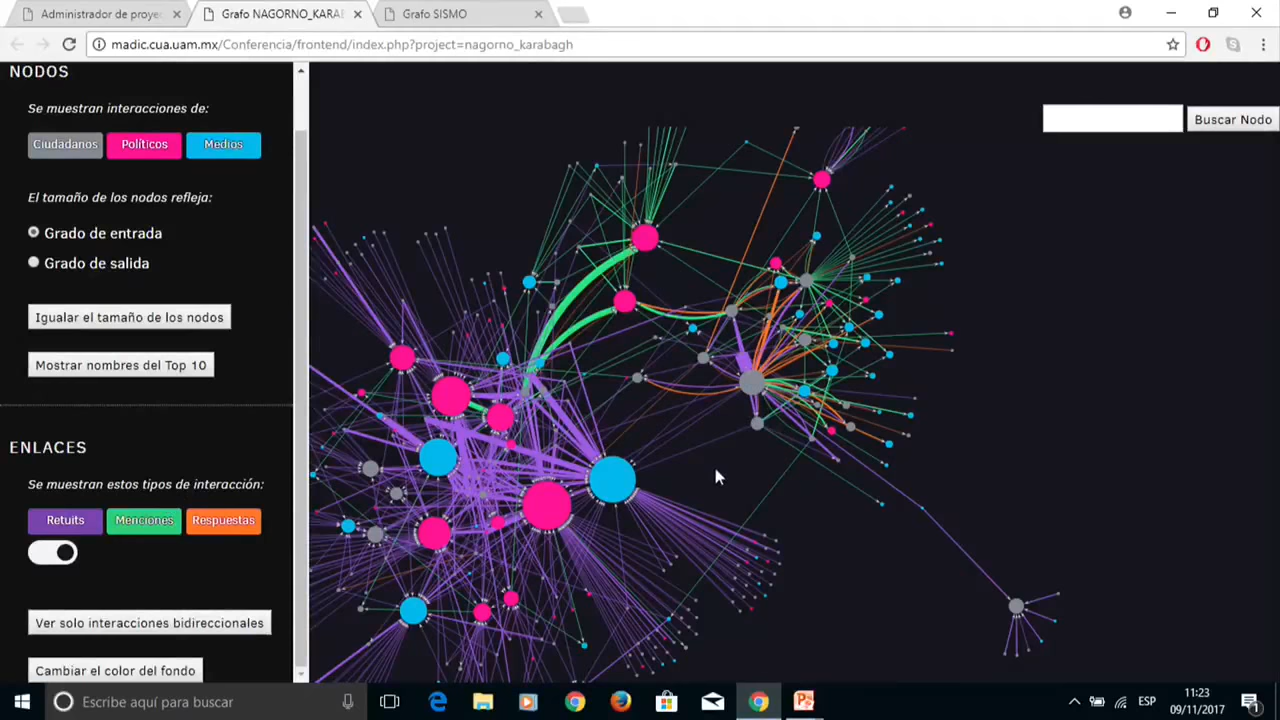 Administrador de proye
Grafo NAGORNO_KARAB
Grafo SISMO
madic.cua.uam.mx/Conferencia/frontend/index.php?project=nagorno_karabagh
NODOS
Se muestran interacciones de:
Ciudadanos Políticos Medios
Buscar Nodo
El tamaño de los nodos refleja:
Grado de entrada
Grado de salida
Igualar el tamaño de los nodos
Mostrar nombres del Top 10
ENLACES
Se muestran estos tipos de interacción:
Retuits Menciones Respuestas
Ver solo interacciones bidireccionales
Cambiar el color del fondo
Escribe aquí para buscar
ESP
11:23
09/11/2017
1